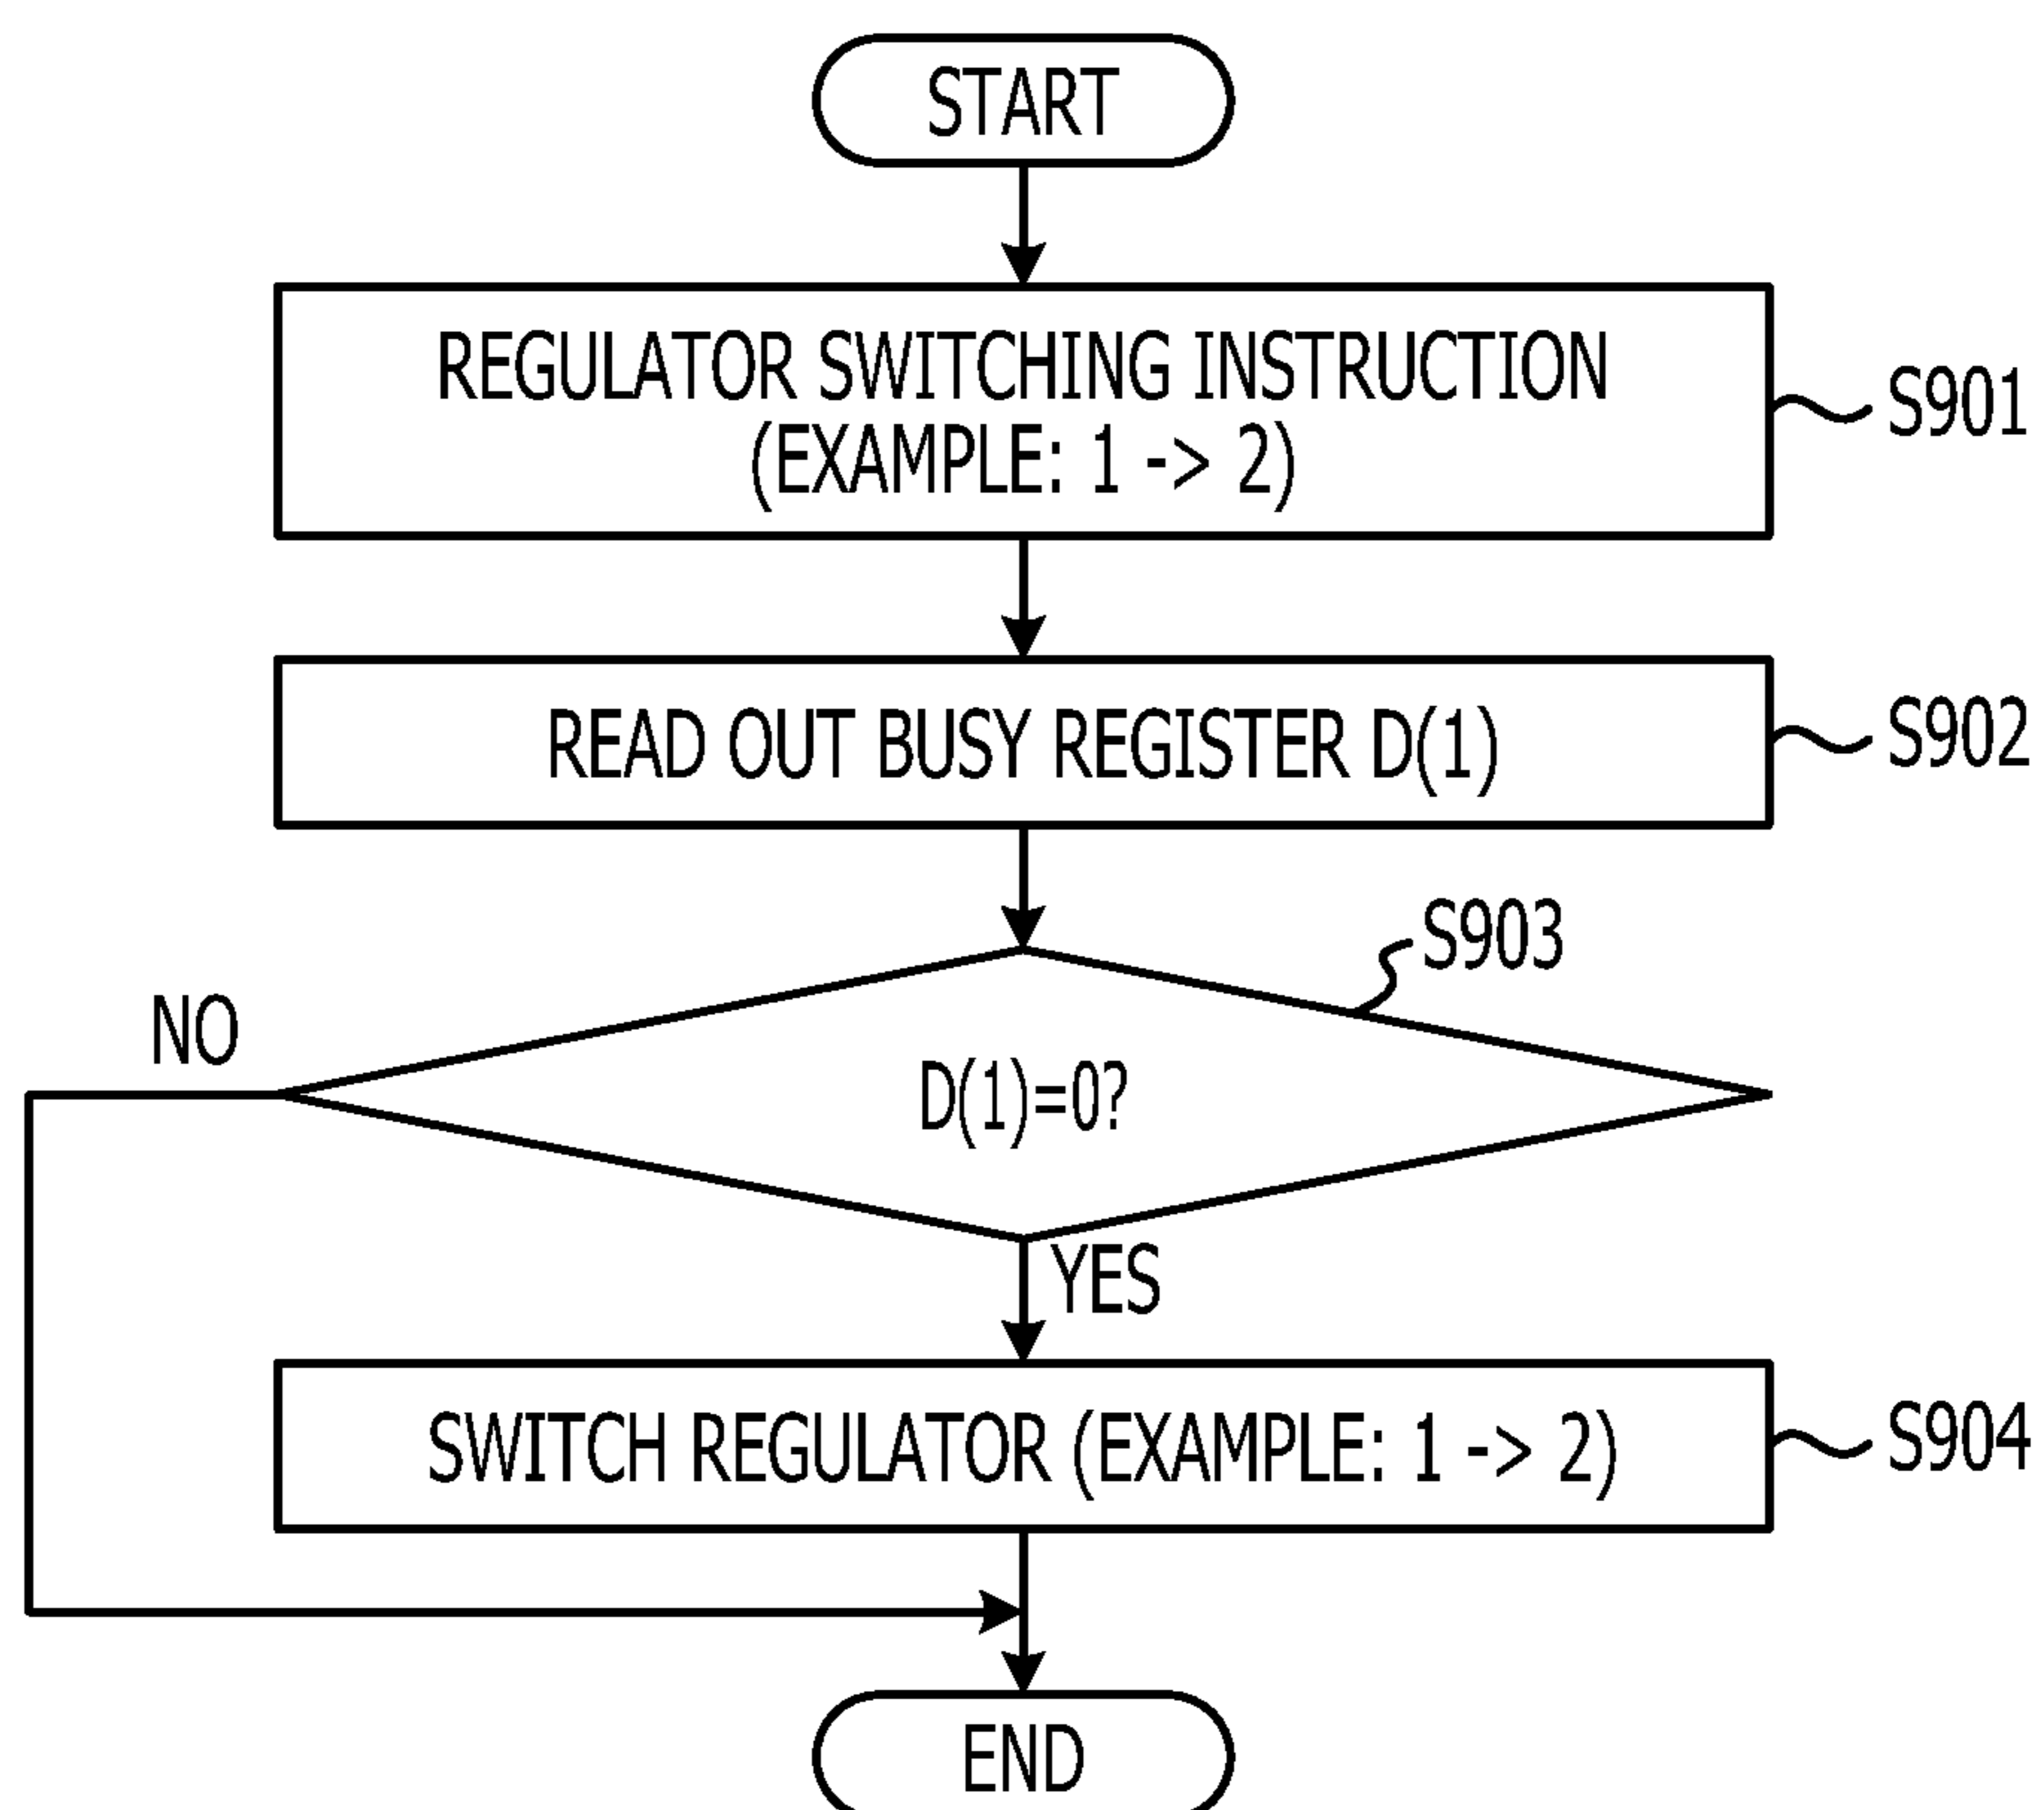 START
REGULATOR SWITCHING INSTRUCTION
(EXAMPLE: 1 -> 2)
S901
READ OUT BUSY REGISTER D(1)
S902
S903
NO
D(1)=0?
YES
SWITCH REGULATOR (EXAMPLE: 1 -> 2)
S904
END